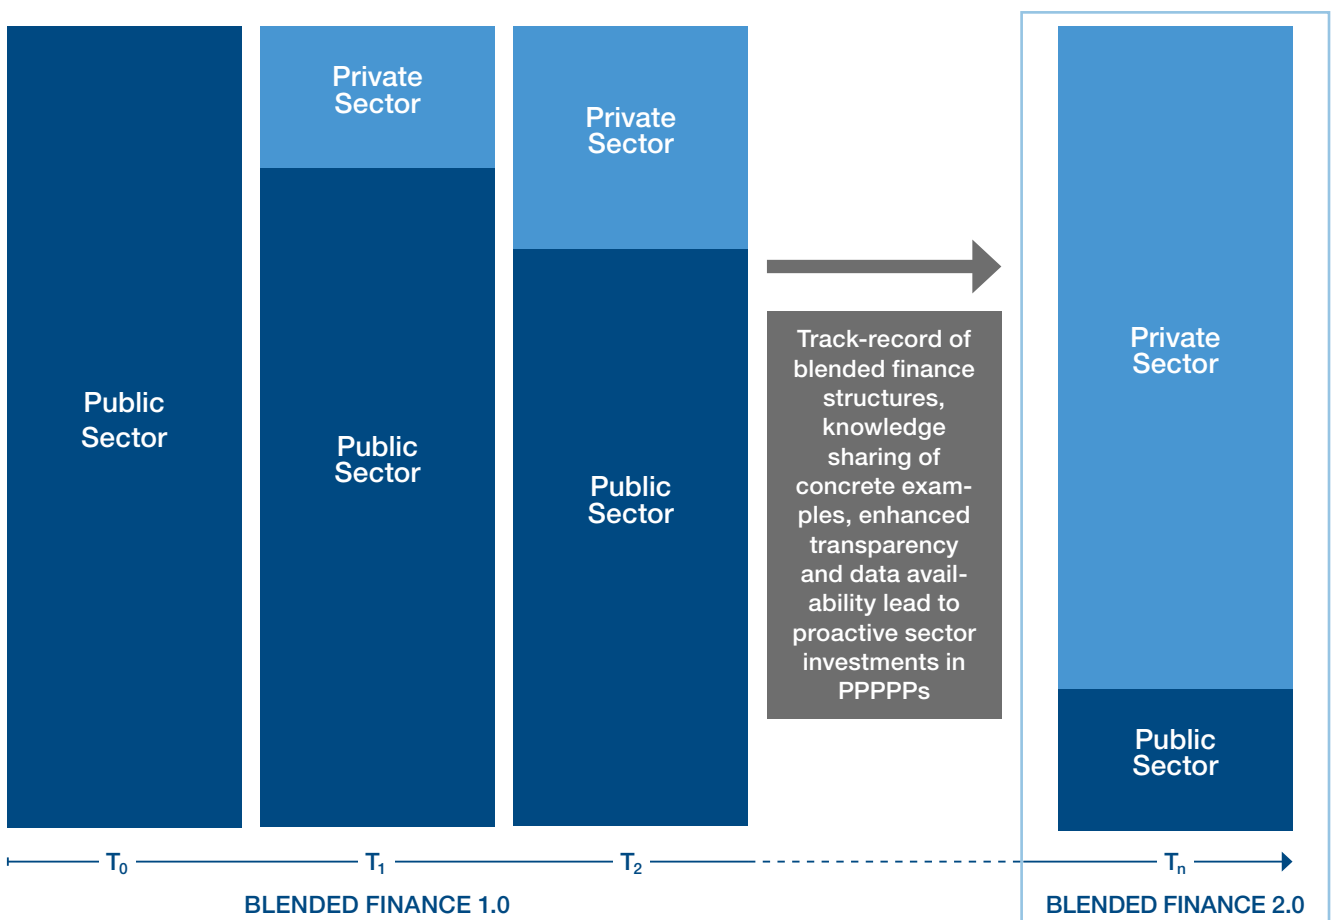 Public
Sector
Private
Sector
Public
Sector
Private
Sector
Public
Sector
Track-record of
blended finance
structures,
knowledge
sharing of
concrete exam-
ples, enhanced
transparency
and data avail-
ability lead to
proactive sector
investments in
PPPPPs
Private
Sector
Public
Sector
T₀
T₁
T₂
Tₙ
BLENDED FINANCE 1.0
BLENDED FINANCE 2.0